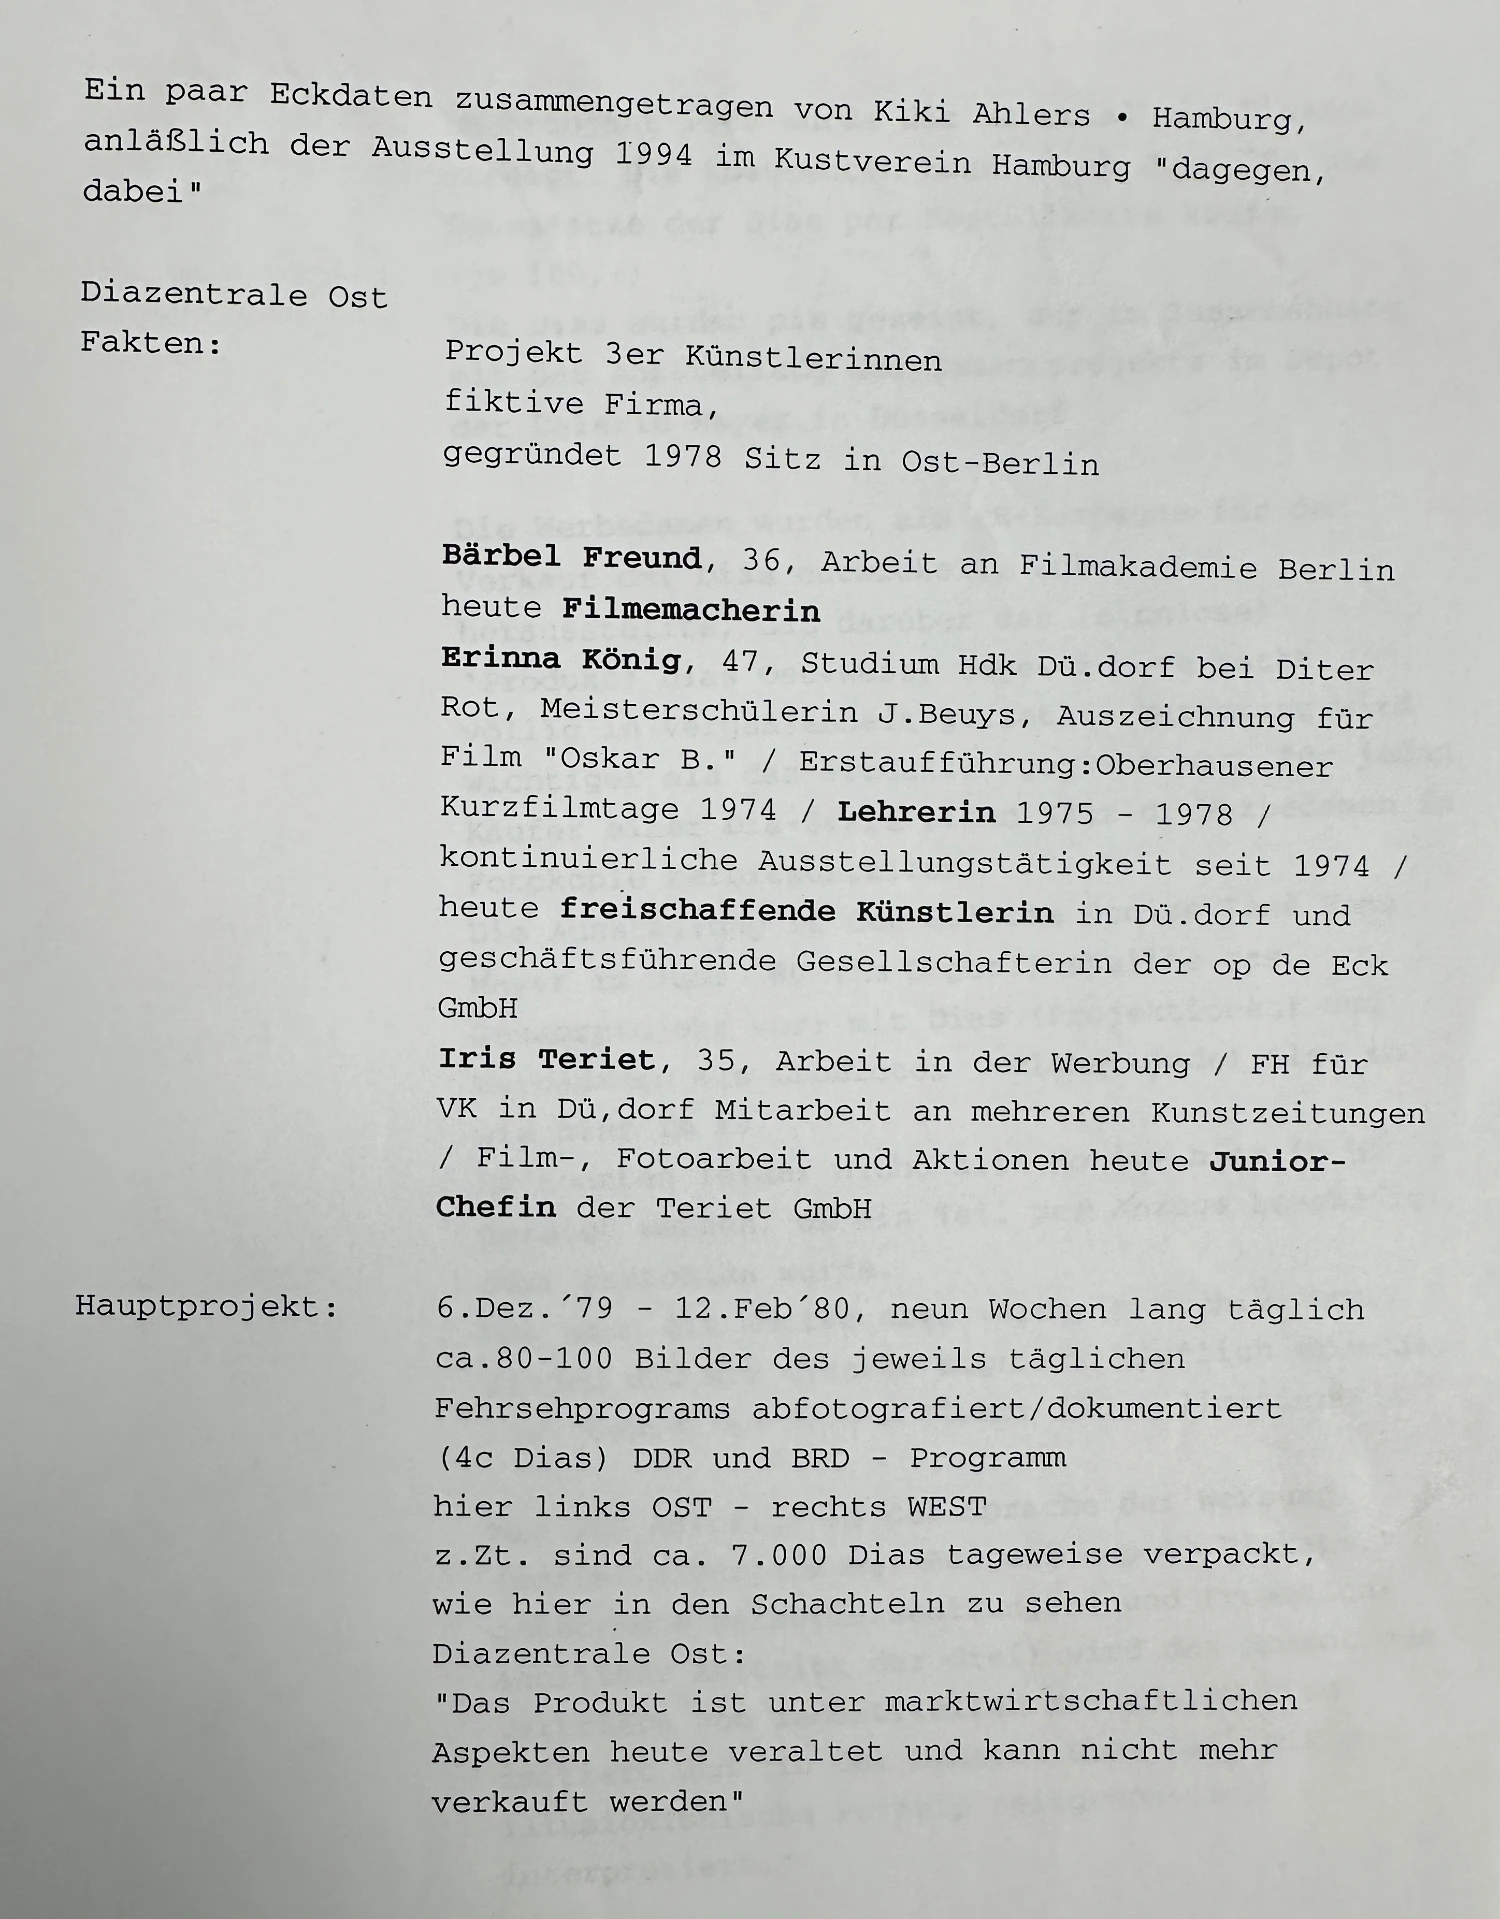 Ein paar Eckdaten zusammengetragen von Kiki Ahlers • Hamburg,
anläßlich der Ausstellung 1994 im Kustverein Hamburg "dagegen,
dabei"
Diazentrale Ost
Fakten:
Projekt 3er Künstlerinnen
fiktive Firma,
gegründet 1978 Sitz in Ost-Berlin
Bärbel Freund, 36, Arbeit an Filmakademie Berlin
heute Filmemacherin
Erinna König, 47, Studium Hdk Dü.dorf bei Diter
Rot, Meisterschülerin J.Beuys, Auszeichnung für
Film "Oskar B." / Erstaufführung:Oberhausener
Kurzfilmtage 1974 / Lehrerin 1975 - 1978 /
kontinuierliche Ausstellungstätigkeit seit 1974 /
heute freischaffende Künstlerin in Dü.dorf und
geschäftsführende Gesellschafterin der op de Eck
GmbH
Iris Teriet, 35, Arbeit in der Werbung / FH für
VK in Dü,dorf Mitarbeit an mehreren Kunstzeitungen
/ Film-, Fotoarbeit und Aktionen heute Junior-
Chefin der Teriet GmbH
Hauptprojekt:
6.Dez.´79 - 12.Feb´80, neun Wochen lang täglich
ca.80-100 Bilder des jeweils täglichen
Fehrsehprograms abfotografiert/dokumentiert
(4c Dias) DDR und BRD - Programm
hier links OST - rechts WEST
z.Zt. sind ca. 7.000 Dias tageweise verpackt,
wie hier in den Schachteln zu sehen
Diazentrale Ost:
"Das Produkt ist unter marktwirtschaftlichen
Aspekten heute veraltet und kann nicht mehr
verkauft werden"